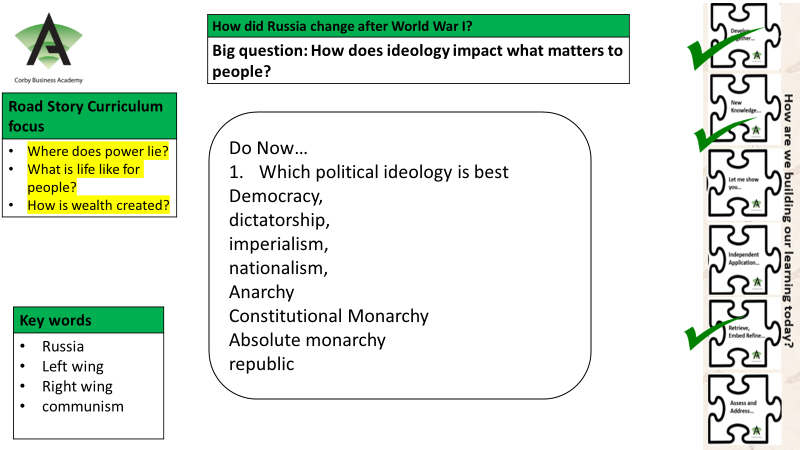 Corby Business Academy
How did Russia change after World War I?
Big question: How does ideology impact what matters to
people?
Road Story Curriculum
focus
• Where does power lie?
• What is life like for
people?
• How is wealth created?
Do Now…
1. Which political ideology is best
Democracy,
dictatorship,
imperialism,
nationalism,
Anarchy
Constitutional Monarchy
Absolute monarchy
republic
Key words
• Russia
• Left wing
• Right wing
• communism
Develop
Together...
New
Knowledge...
Let me show
you...
Independent
Application...
Retrieve,
Embed Refine...
Assess and
Address...
How are we building our learning today?